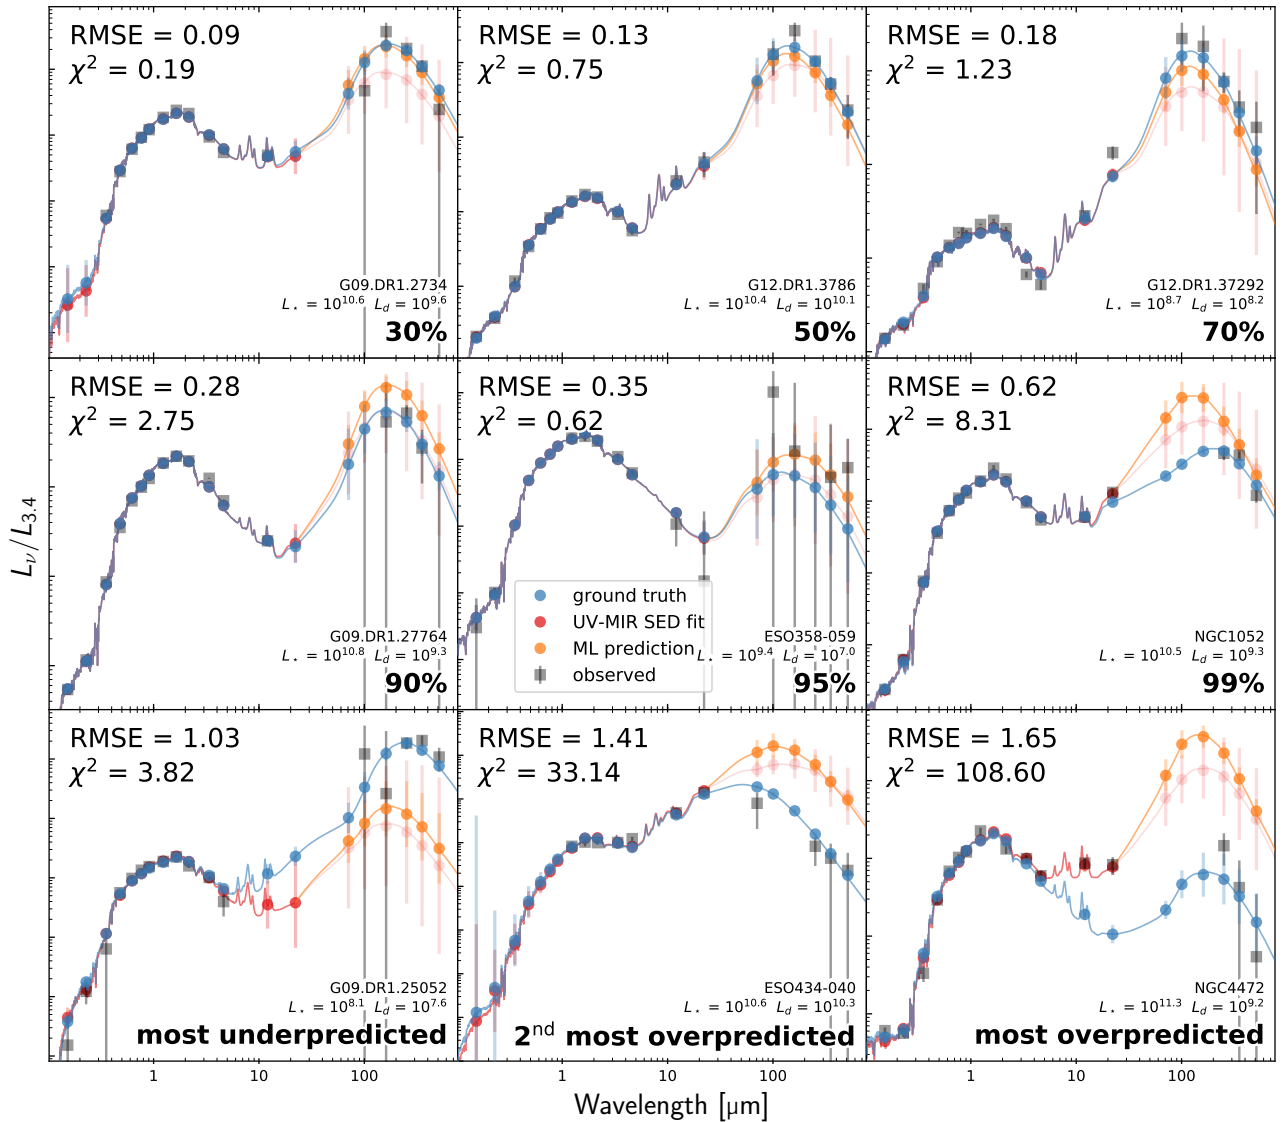 RMSE = 0.09
χ² = 0.19
G09.DR1.2734
L⋆ = 10^10.6 L_d = 10^9.6
30%
RMSE = 0.13
χ² = 0.75
G12.DR1.3786
L⋆ = 10^10.4 L_d = 10^10.1
50%
RMSE = 0.18
χ² = 1.23
G12.DR1.37292
L⋆ = 10^8.7 L_d = 10^8.2
70%
RMSE = 0.28
χ² = 2.75
G09.DR1.27764
L⋆ = 10^10.8 L_d = 10^9.3
90%
RMSE = 0.35
χ² = 0.62
ground truth
UV-MIR SED fit
ML prediction
observed
ESO358-059
L⋆ = 10^9.4 L_d = 10^7.0
95%
RMSE = 0.62
χ² = 8.31
NGC1052
L⋆ = 10^10.5 L_d = 10^9.3
99%
RMSE = 1.03
χ² = 3.82
G09.DR1.25052
L⋆ = 10^8.1 L_d = 10^7.6
most underpredicted
RMSE = 1.41
χ² = 33.14
ESO434-040
L⋆ = 10^10.6 L_d = 10^10.3
2nd most overpredicted
RMSE = 1.65
χ² = 108.60
NGC4472
L⋆ = 10^11.3 L_d = 10^9.2
most overpredicted
L_ν/L_3.4
1 10 100 1 10 100 1 10 100
Wavelength [μm]